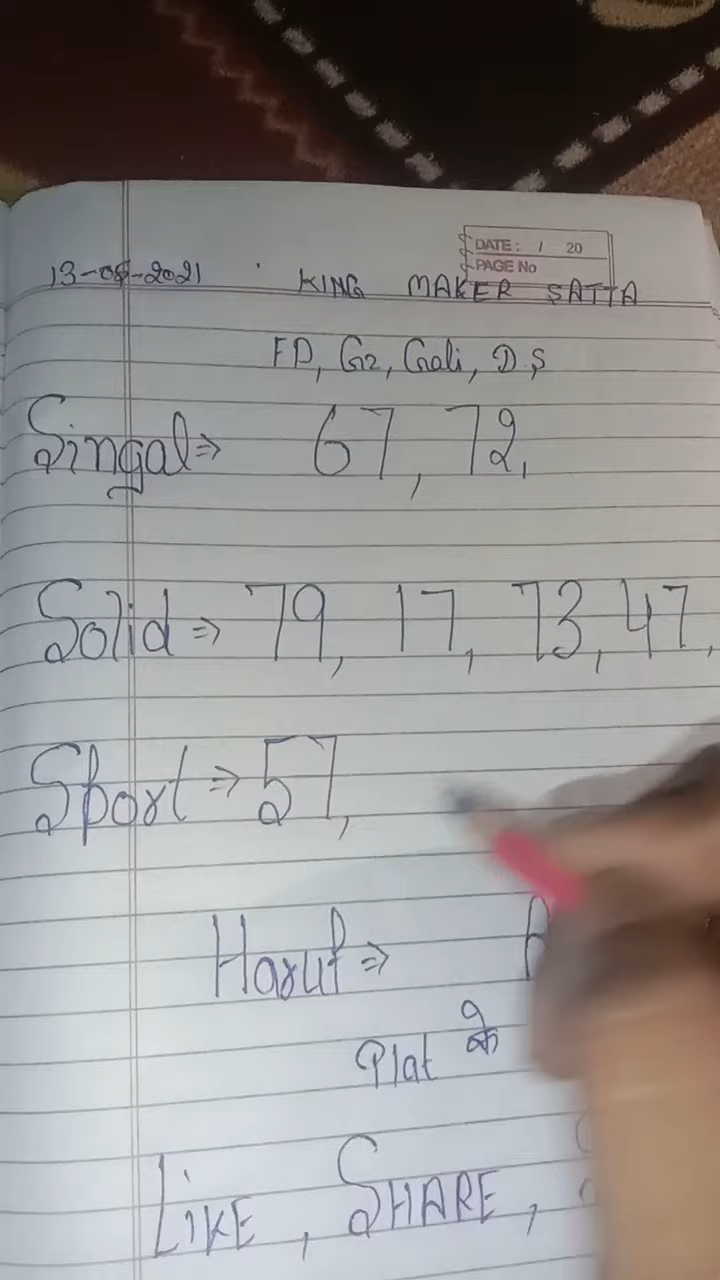 DATE: / 20
PAGE No
13-08-2021 KING MAKER SATTA
FD, Gz, Gali, D.S
Singal⇒ 67, 72,
Solid⇒ 79, 17, 73, 47,
Sport⇒ 57,
Haruf⇒
Plat के
LIKE, SHARE,